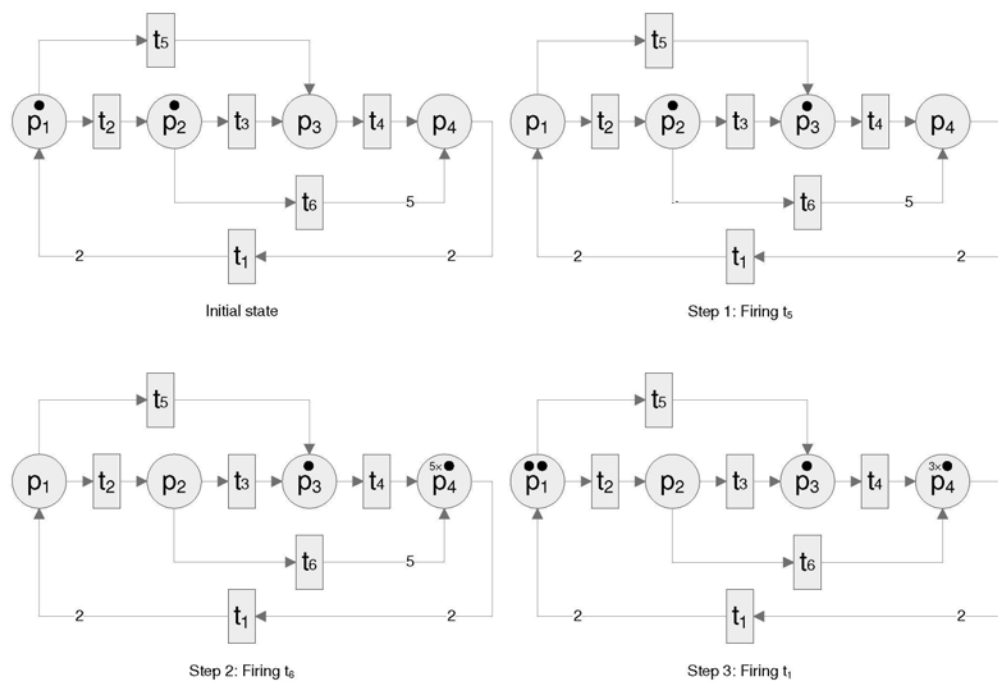 t₅
p₁ t₂ p₂ t₃ p₃ t₄ p₄
t₆ 5
2 t₁ 2
Initial state
t₅
p₁ t₂ p₂ t₃ p₃ t₄ p₄
t₆ 5
2 t₁ 2
Step 1: Firing t₅
t₅
5×
p₁ t₂ p₂ t₃ p₃ t₄ p₄
t₆ 5
2 t₁ 2
Step 2: Firing t₆
t₅
3×
p₁ t₂ p₂ t₃ p₃ t₄ p₄
t₆
2 t₁ 2
Step 3: Firing t₁